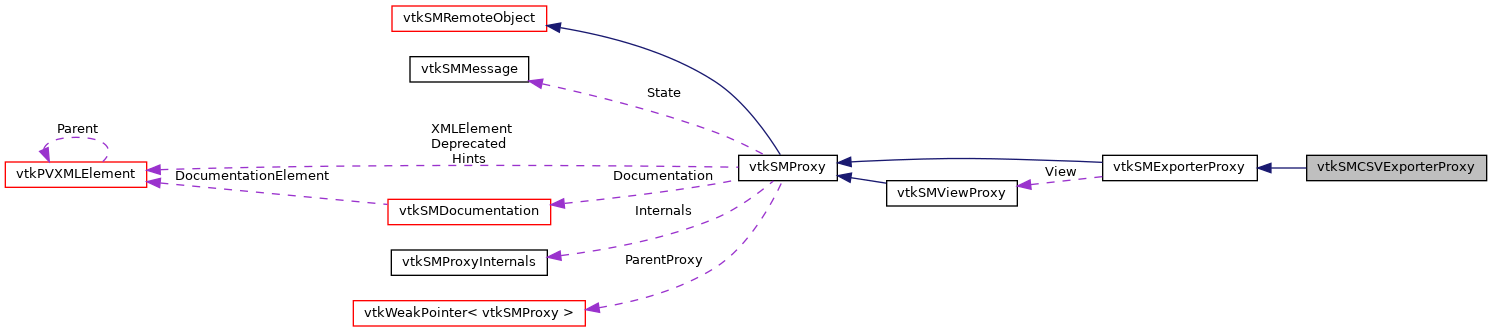 vtkSMRemoteObject
vtkSMMessage
State
Parent
XMLElement
Deprecated
Hints
vtkSMProxy
vtkSMExporterProxy
vtkSMCSVExporterProxy
vtkPVXMLElement
DocumentationElement
Documentation
View
vtkSMViewProxy
vtkSMDocumentation
Internals
vtkSMProxyInternals
ParentProxy
vtkWeakPointer< vtkSMProxy >